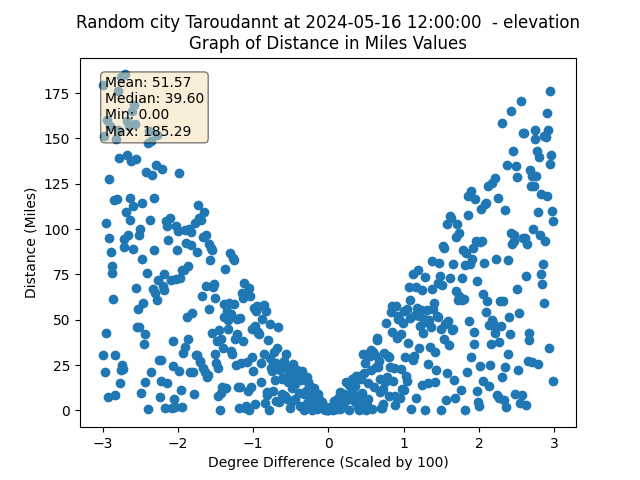 Random city Taroudannt at 2024-05-16 12:00:00  - elevation
Graph of Distance in Miles Values
Mean: 51.57
Median: 39.60
Min: 0.00
Max: 185.29
Distance (Miles)
175
150
125
100
75
50
25
0
−3 −2 −1 0 1 2 3
Degree Difference (Scaled by 100)